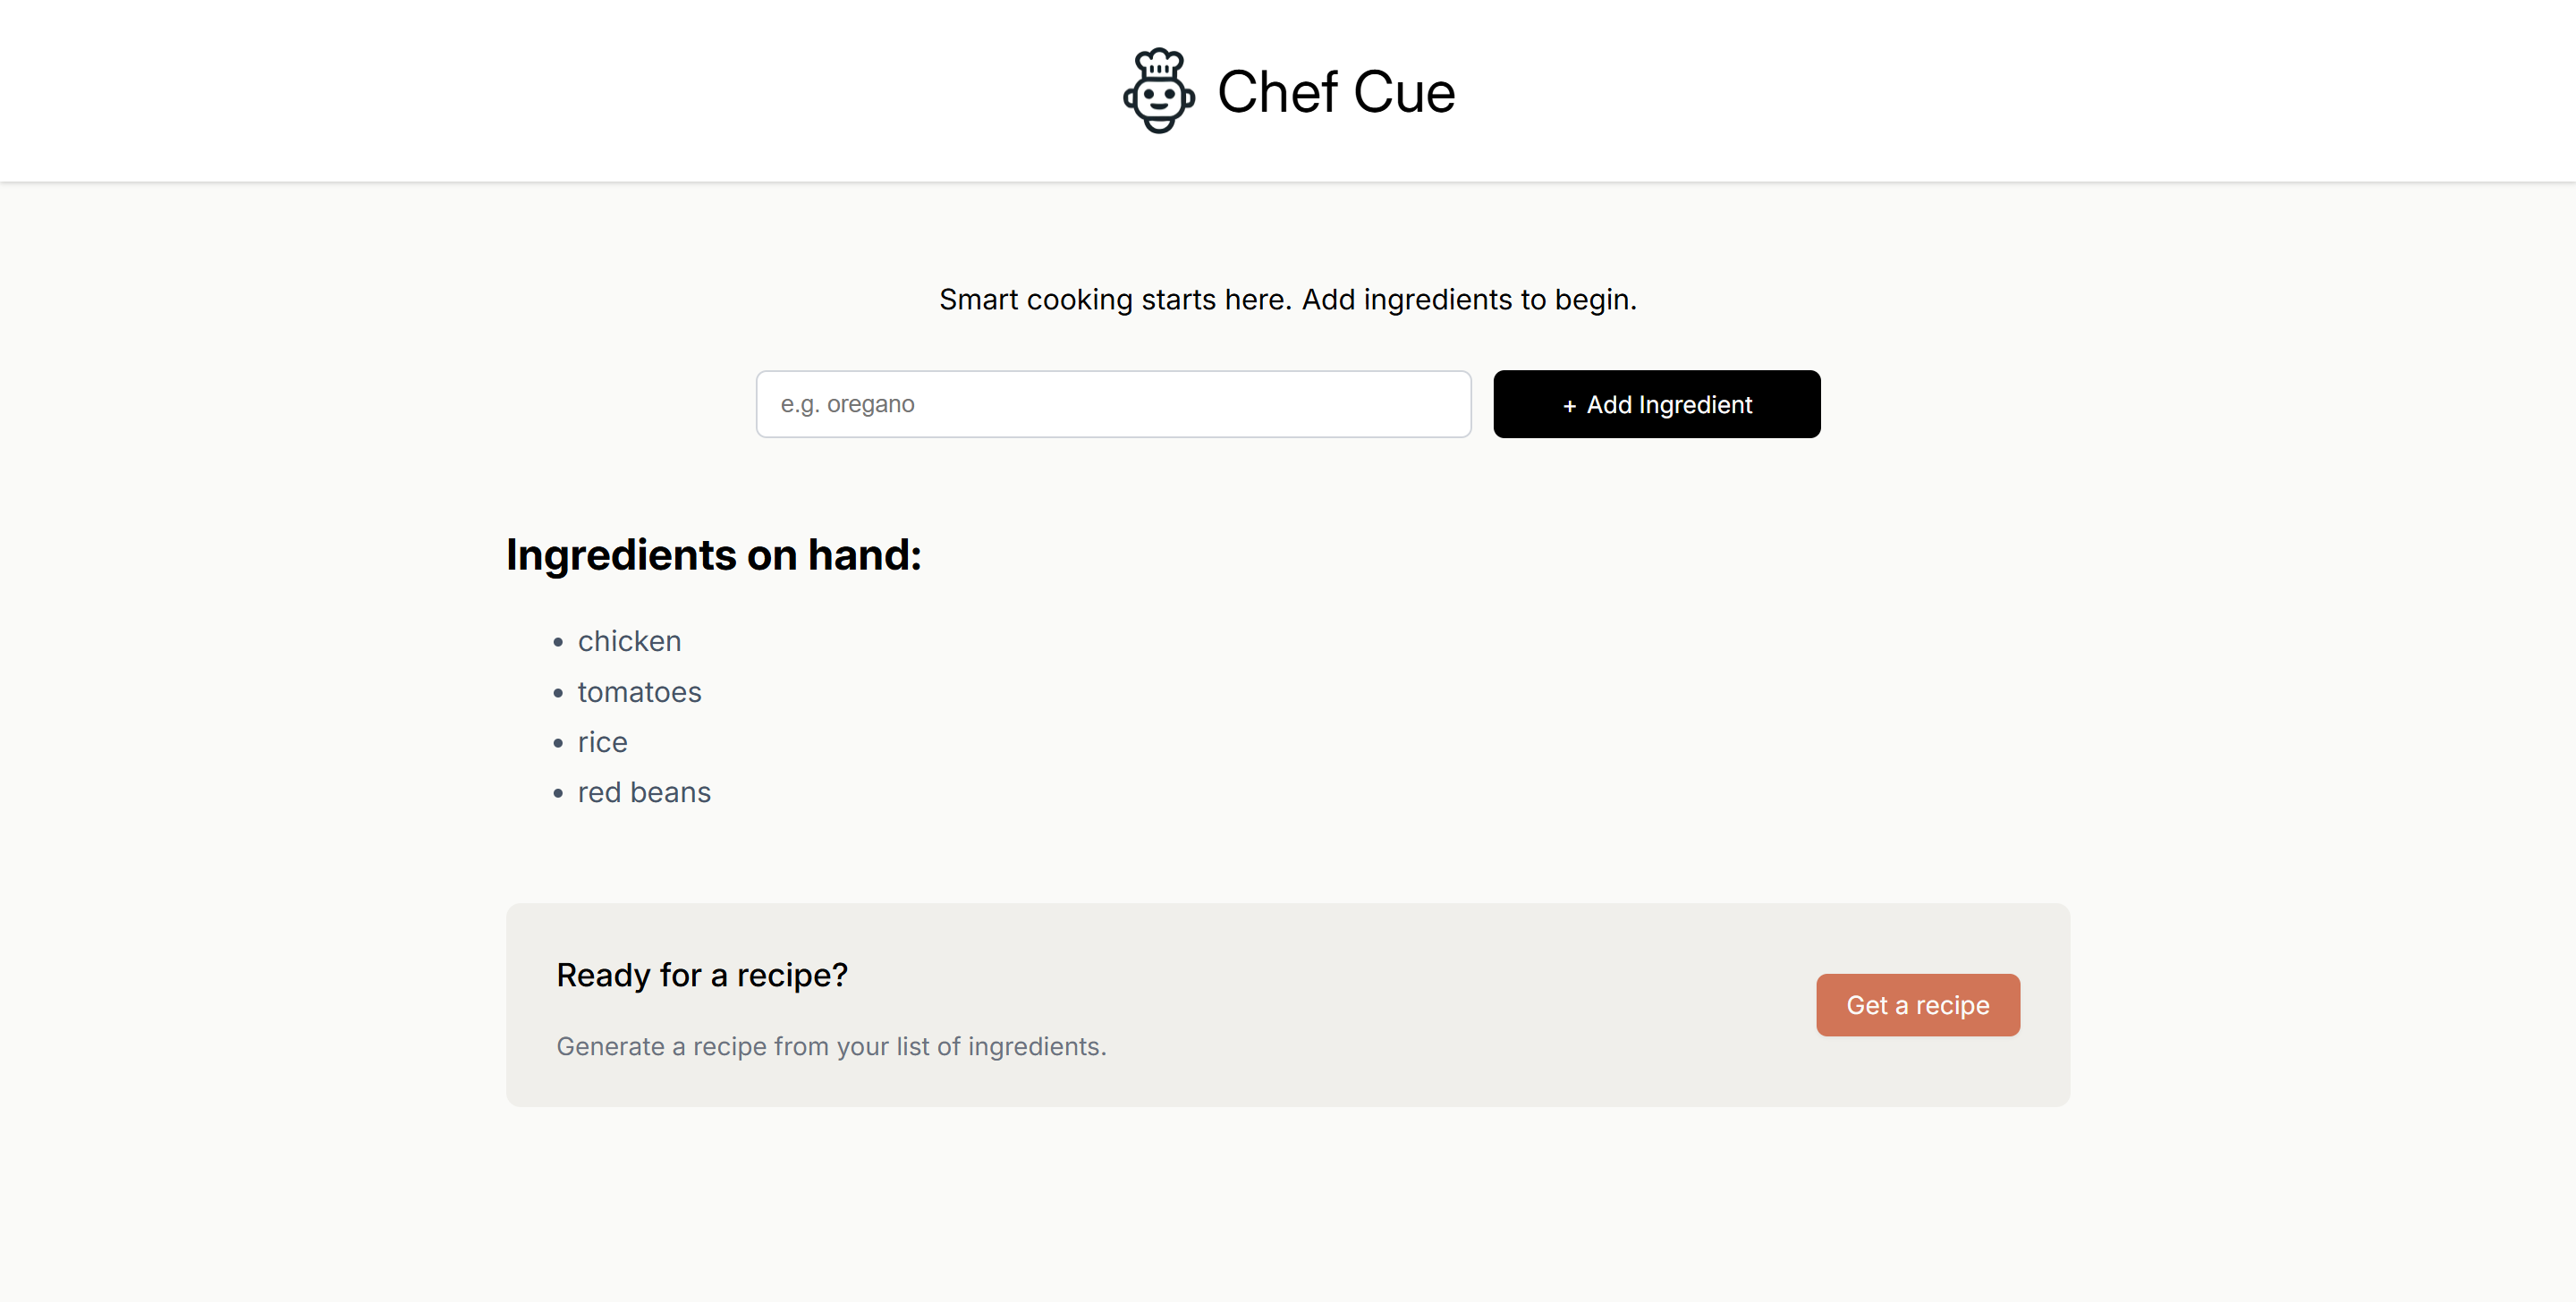 Chef Cue
Smart cooking starts here. Add ingredients to begin.
e.g. oregano
+ Add Ingredient
Ingredients on hand:
• chicken
• tomatoes
• rice
• red beans
Ready for a recipe?
Get a recipe
Generate a recipe from your list of ingredients.